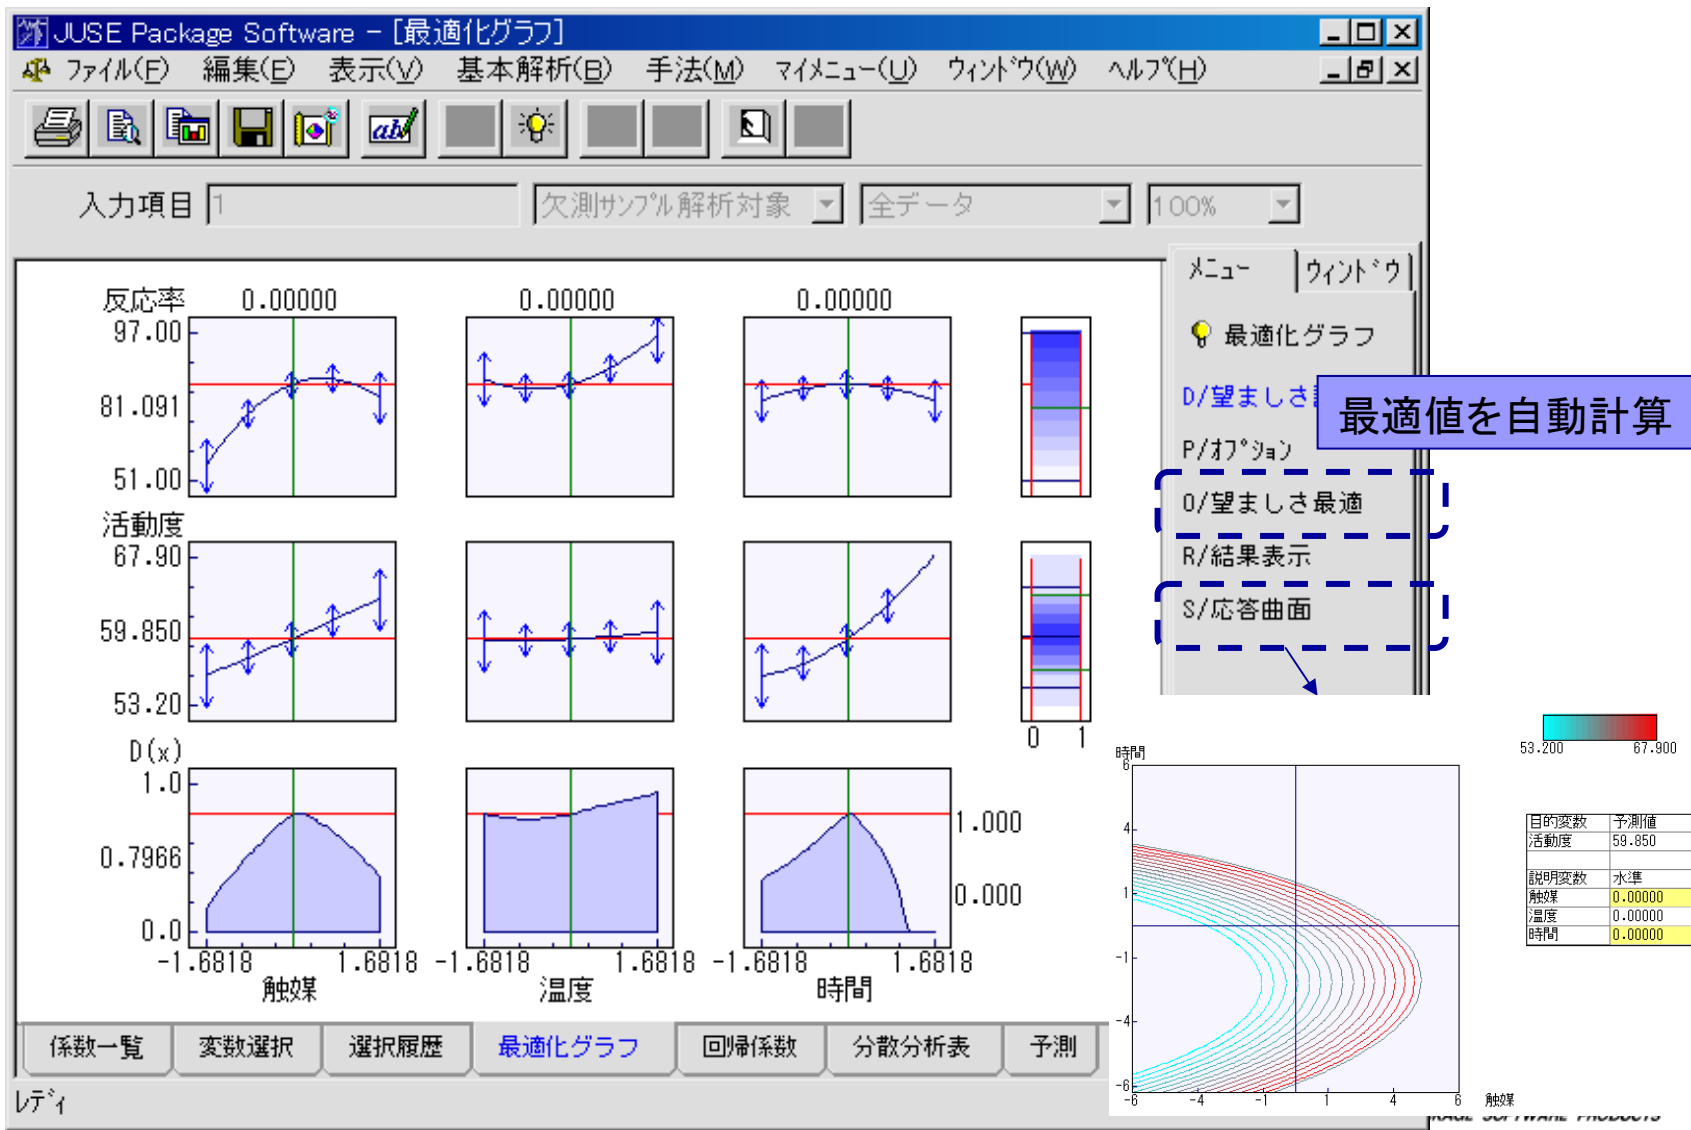 JUSE Package Software - [最適化グラフ]
ファイル(F) 編集(E) 表示(V) 基本解析(B) 手法(M) マイメニュー(U) ウィンドウ(W) ヘルプ(H)
入力項目 1 欠測サンプル解析対象 全データ 100%
メニュー ウィンドウ
最適化グラフ
D/望ましさ
最適値を自動計算
P/オプション
O/望ましさ最適
R/結果表示
S/応答曲面
反応率 0.00000 0.00000 0.00000
97.00
81.091
51.00
活動度
67.90
59.850
53.20
0 1
D(x)
1.0
0.7966
0.0
1.000
0.000
-1.6818 1.6818 -1.6818 1.6818 -1.6818 1.6818
触媒 温度 時間
53.200 67.900
時間
6
4
1
-1
-4
-6
-6 -4 -1 1 4 6 触媒
目的変数 予測値
活動度 59.850
説明変数 水準
触媒 0.00000
温度 0.00000
時間 0.00000
係数一覧 変数選択 選択履歴 最適化グラフ 回帰係数 分散分析表 予測
レディ